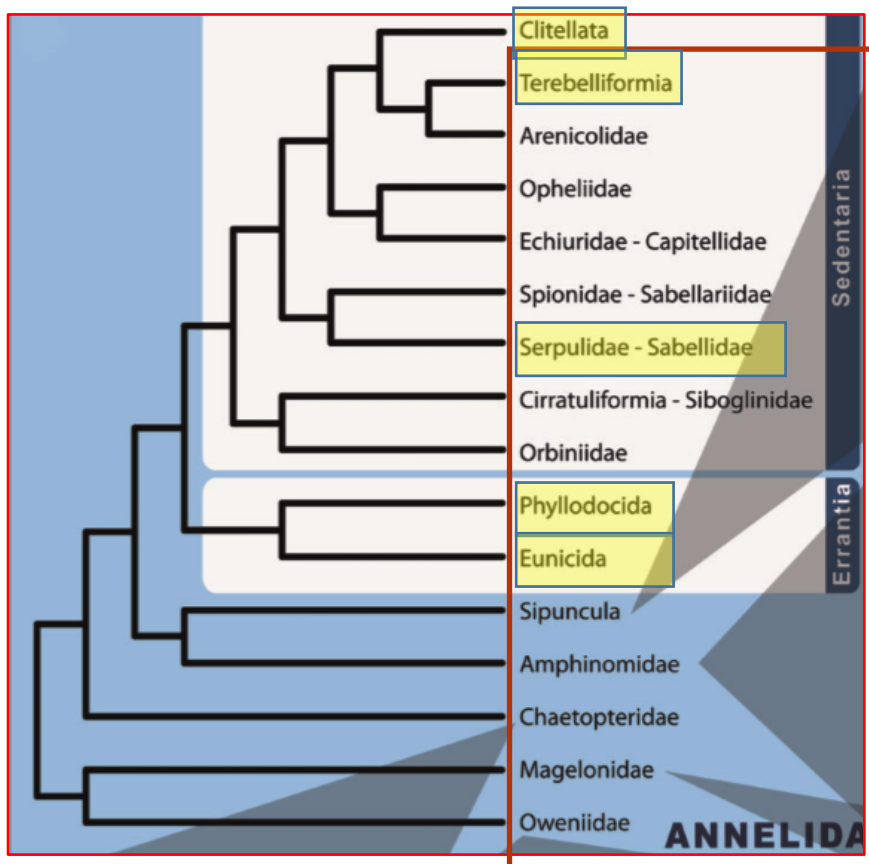 Clitellata
Terebelliformia
Arenicolidae
Opheliidae
Echiuridae - Capitellidae
Spionidae - Sabellariidae
Serpulidae - Sabellidae
Cirratuliformia - Siboglinidae
Orbiniidae
Sedentaria
Phyllodocida
Eunicida
Errantia
Sipuncula
Amphinomidae
Chaetopteridae
Magelonidae
Oweniidae
ANNELIDA